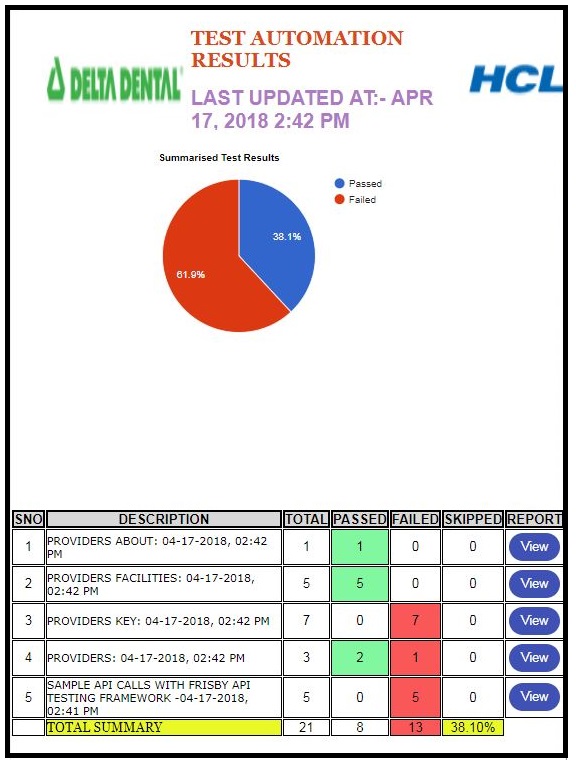 TEST AUTOMATION
RESULTS
DELTA DENTAL
HCL
LAST UPDATED AT:- APR
17, 2018 2:42 PM
Summarised Test Results
Passed
Failed
38.1%
61.9%
SNO DESCRIPTION TOTAL PASSED FAILED SKIPPED REPORT
1 PROVIDERS ABOUT: 04-17-2018, 02:42 1 1 0 0 View
PM
2 PROVIDERS FACILITIES: 04-17-2018, 5 5 0 0 View
02:42 PM
3 PROVIDERS KEY: 04-17-2018, 02:42 PM 7 0 7 0 View
4 PROVIDERS: 04-17-2018, 02:42 PM 3 2 1 0 View
SAMPLE API CALLS WITH FRISBY API
5 TESTING FRAMEWORK -04-17-2018, 5 0 5 0 View
02:41 PM
TOTAL SUMMARY 21 8 13 38.10%